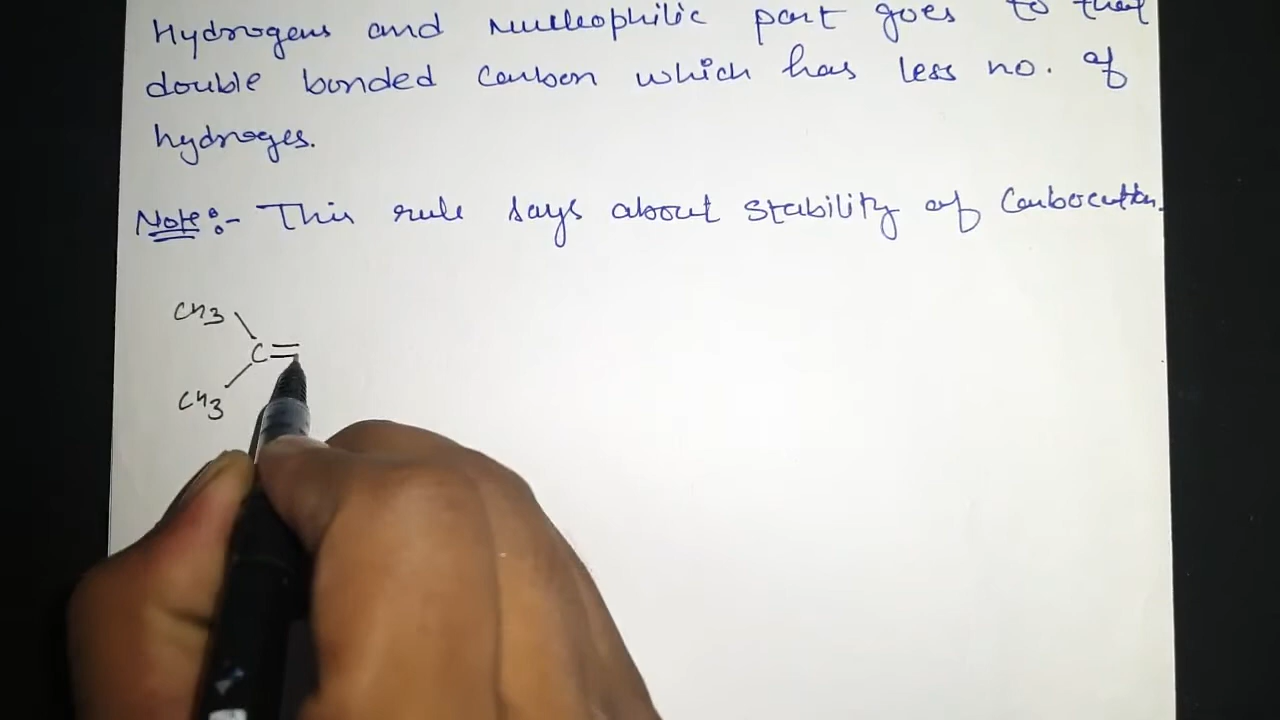 Hydrogens and nucleophilic part goes to that
double bonded carbon which has less no. of
hydroges.
Note:- This rule says about stability of Carbocation.
CH3
C=
CH3